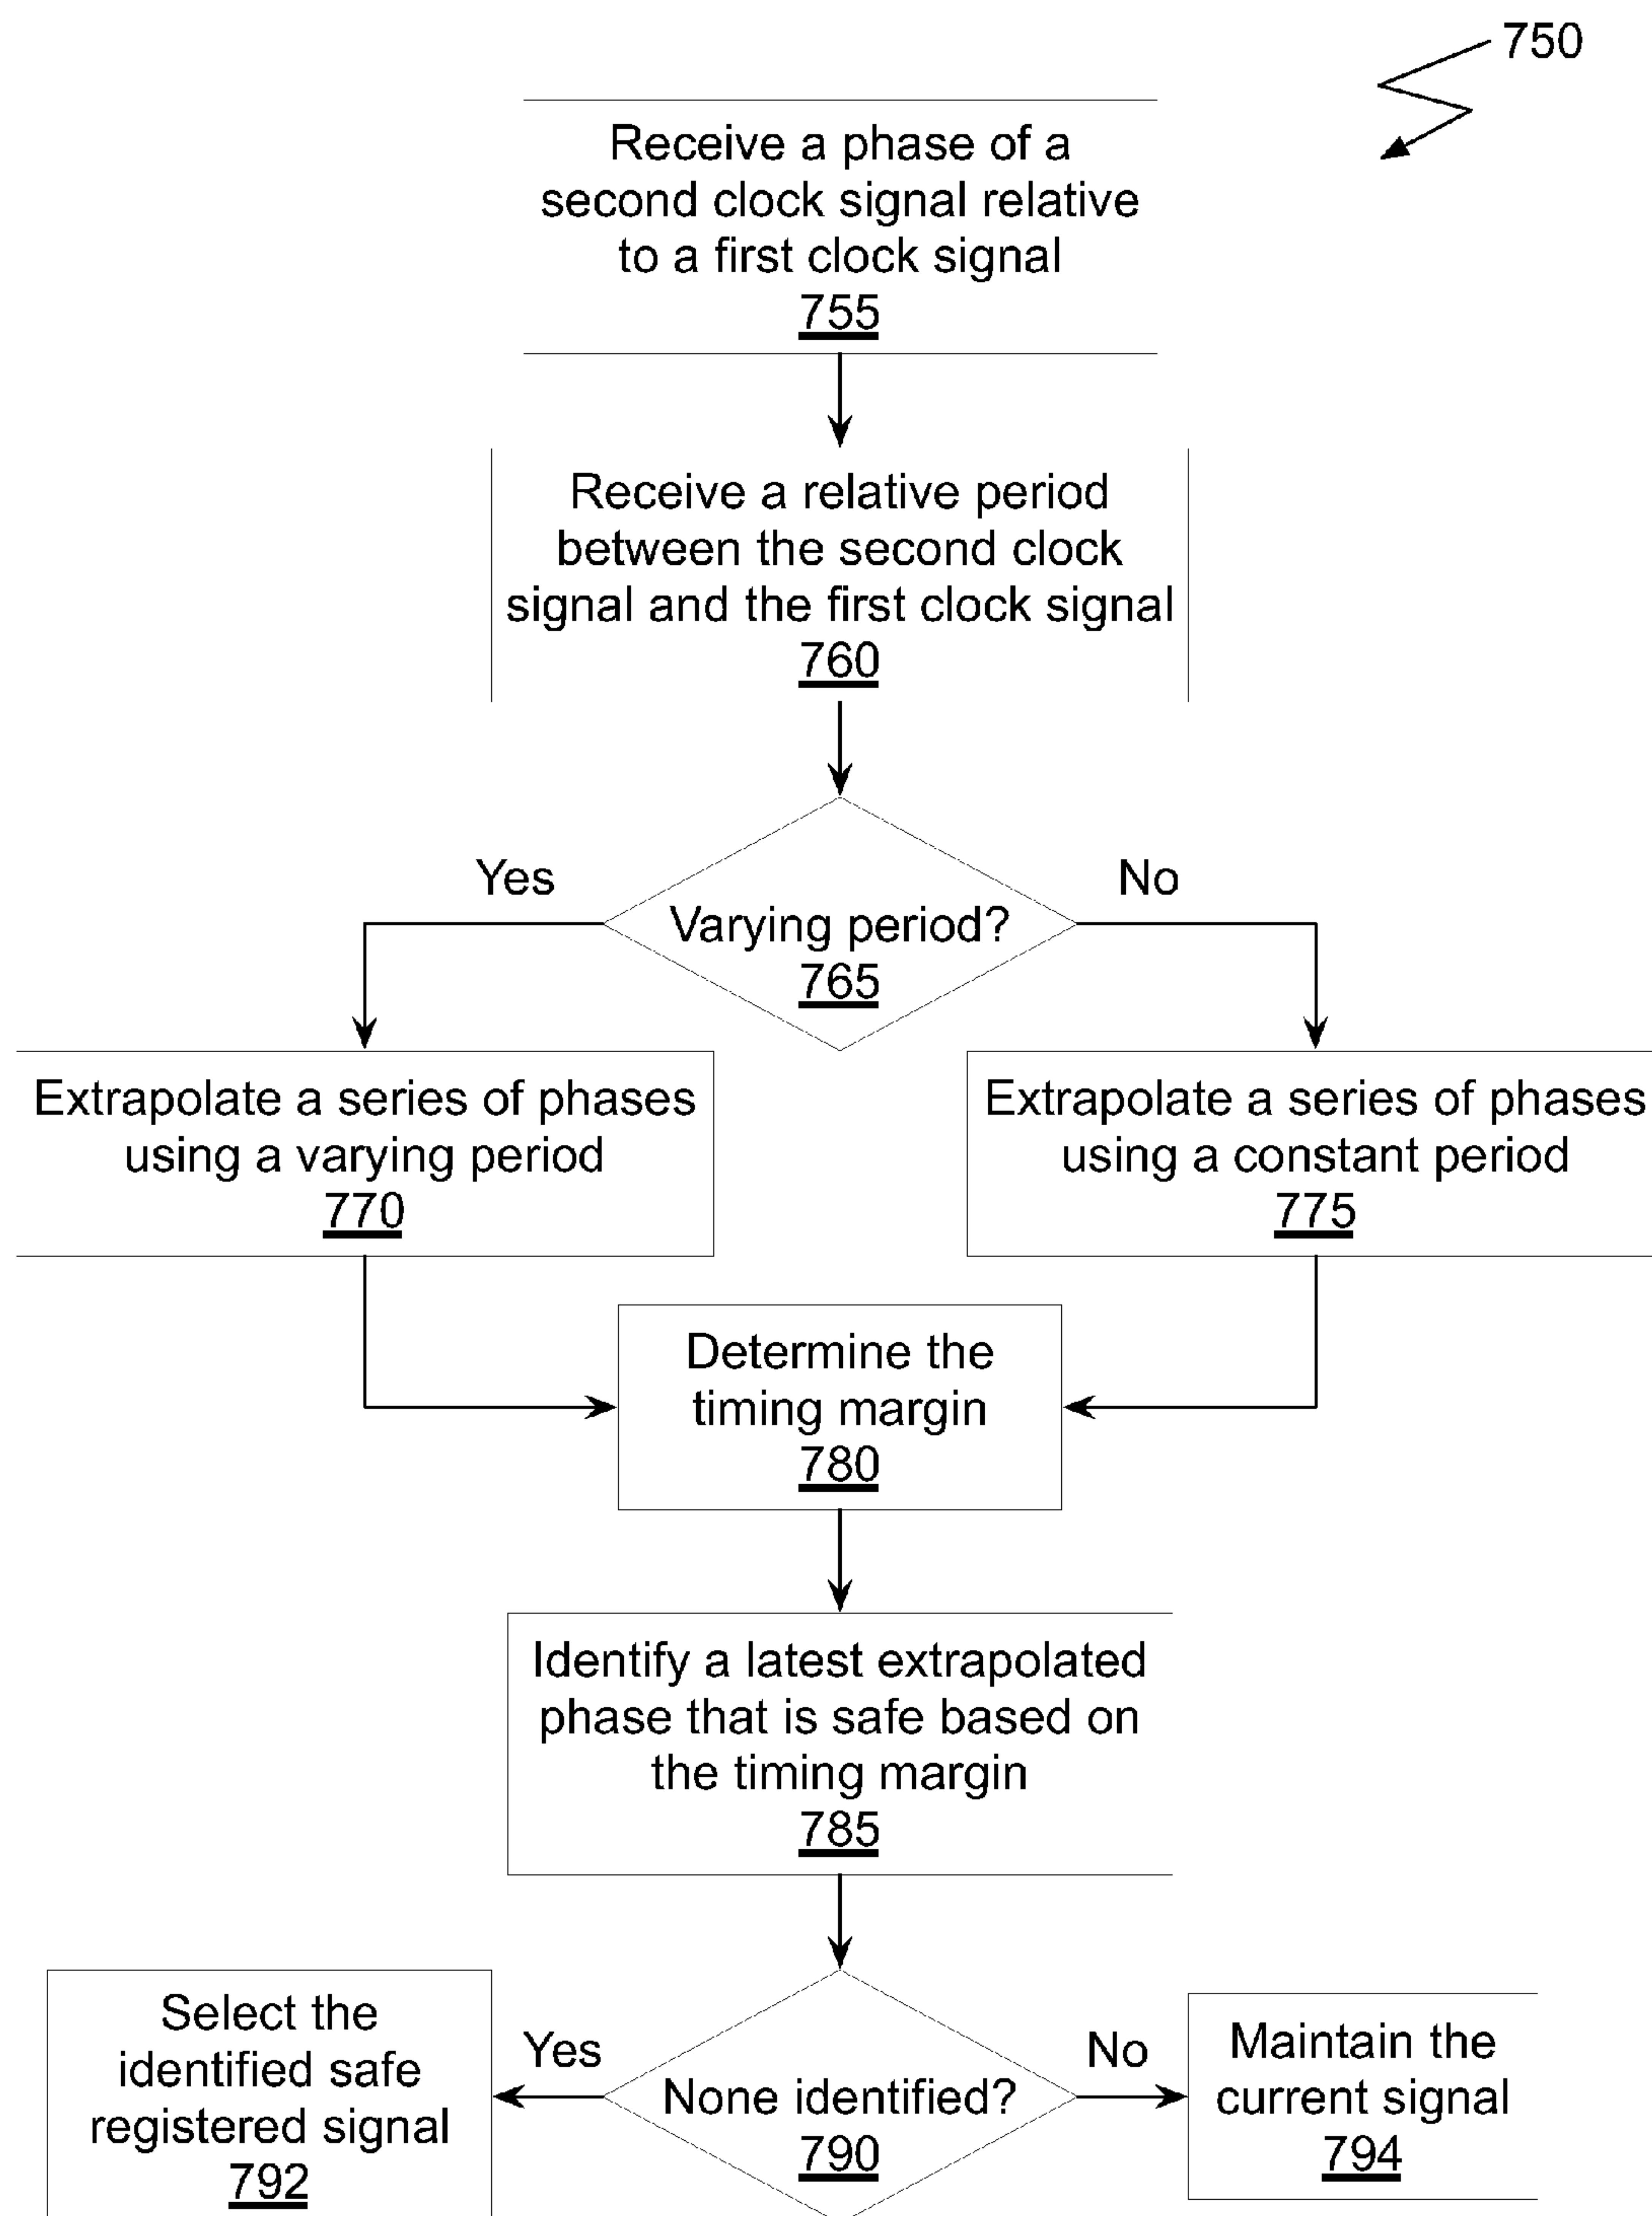 750
Receive a phase of a
second clock signal relative
to a first clock signal
755
Receive a relative period
between the second clock
signal and the first clock signal
760
Yes
No
Varying period?
765
Extrapolate a series of phases
using a varying period
770
Extrapolate a series of phases
using a constant period
775
Determine the
timing margin
780
Identify a latest extrapolated
phase that is safe based on
the timing margin
785
Select the
identified safe
registered signal
792
Yes
None identified?
790
No
Maintain the
current signal
794